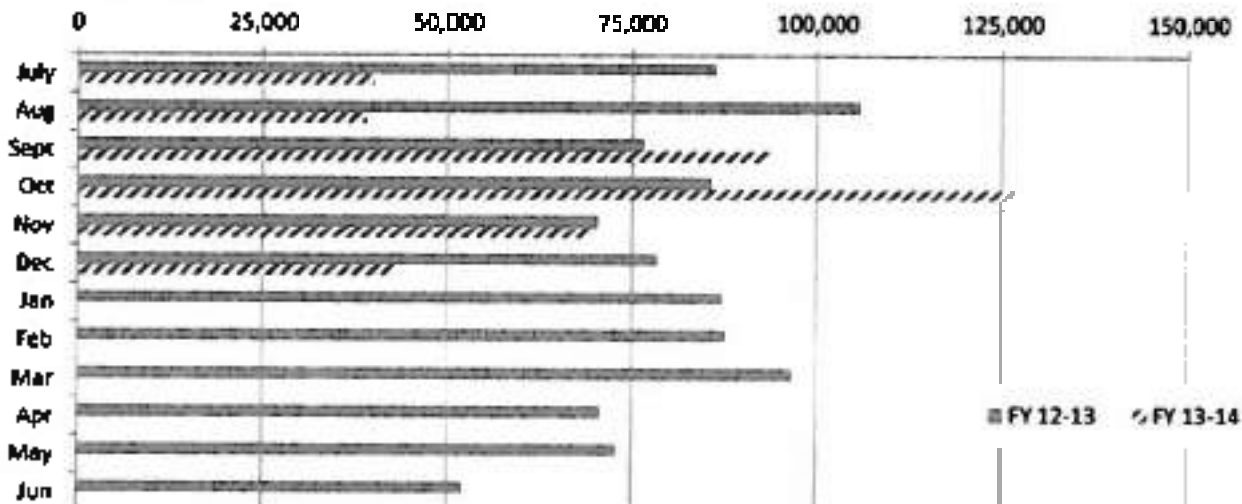 0 25,000 50,000 75,000 100,000 125,000 150,000
July
Aug
Sept
Oct
Nov
Dec
Jan
Feb
Mar
Apr
May
Jun
FY 12-13 FY 13-14